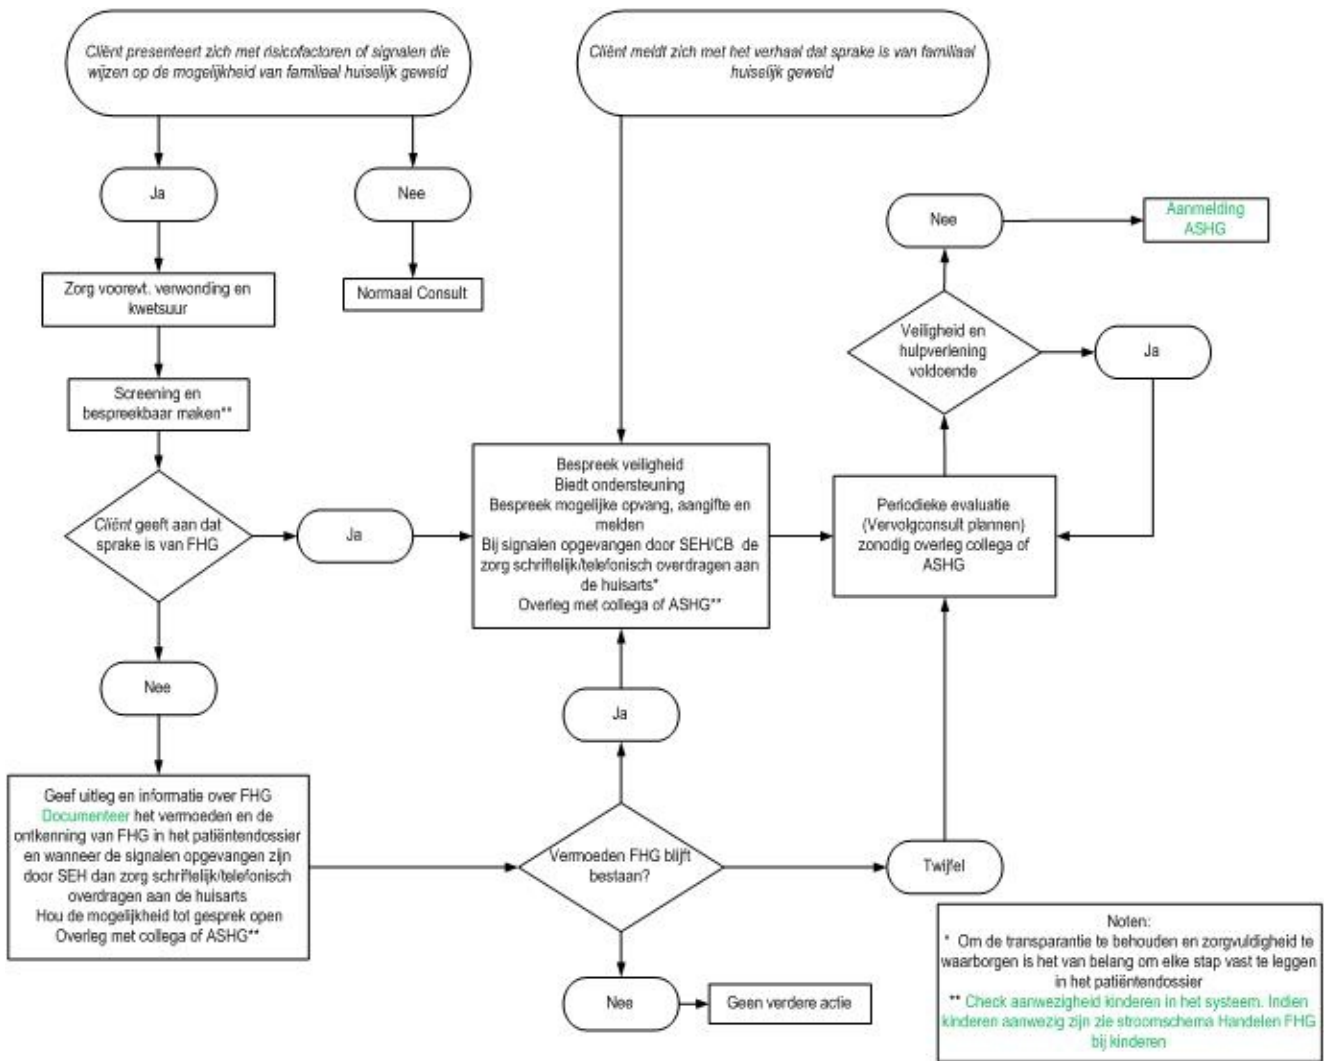 Cliënt presenteert zich met risicofactoren of signalen die
wijzen op de mogelijkheid van familiaal huiselijk geweld
Cliënt meldt zich met het verhaal dat sprake is van familiaal
huiselijk geweld
Ja
Nee
Zorg voorevt. verwonding en
kwetsuur
Normaal Consult
Screening en
bespreekbaar maken**
Cliënt geeft aan dat
sprake is van FHG
Ja
Nee
Geef uitleg en informatie over FHG
Documenteer het vermoeden en de
ontkenning van FHG in het patiëntendossier
en wanneer de signalen opgevangen zijn
door SEH dan zorg schriftelijk/telefonisch
overdragen aan de huisarts
Hou de mogelijkheid tot gesprek open
Overleg met collega of ASHG**
Bespreek veiligheid
Biedt ondersteuning
Bespreek mogelijke opvang, aangifte en
melden
Bij signalen opgevangen door SEH/CB de
zorg schriftelijk/telefonisch overdragen aan
de huisarts*
Overleg met collega of ASHG**
Ja
Vermoeden FHG blijft
bestaan?
Nee
Geen verdere actie
Twijfel
Periodieke evaluatie
(Vervolgconsult plannen)
zonodig overleg collega of
ASHG
Veiligheid en
hulpverlening
voldoende
Ja
Nee
Aanmelding
ASHG
Noten:
* Om de transparantie te behouden en zorgvuldigheid te
waarborgen is het van belang om elke stap vast te leggen
in het patiëntendossier
** Check aanwezigheid kinderen in het systeem. Indien
kinderen aanwezig zijn zie stroomschema Handelen FHG
bij kinderen